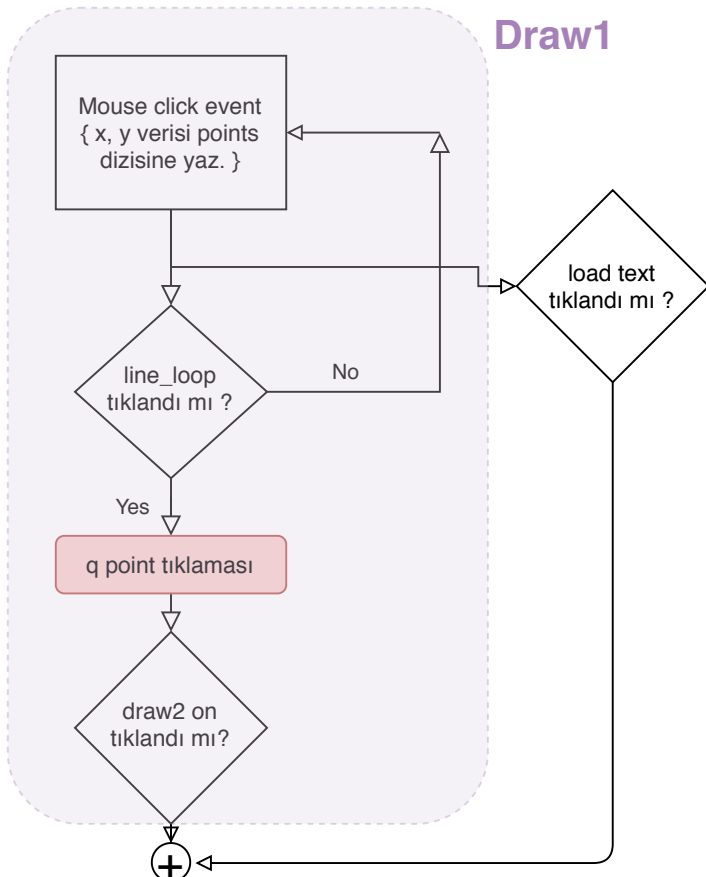 Draw1
Mouse click event
{ x, y verisi points
dizisine yaz. }
load text
tıklandı mı ?
line_loop
tıklandı mı ?
No
Yes
q point tıklaması
draw2 on
tıklandı mı?
+